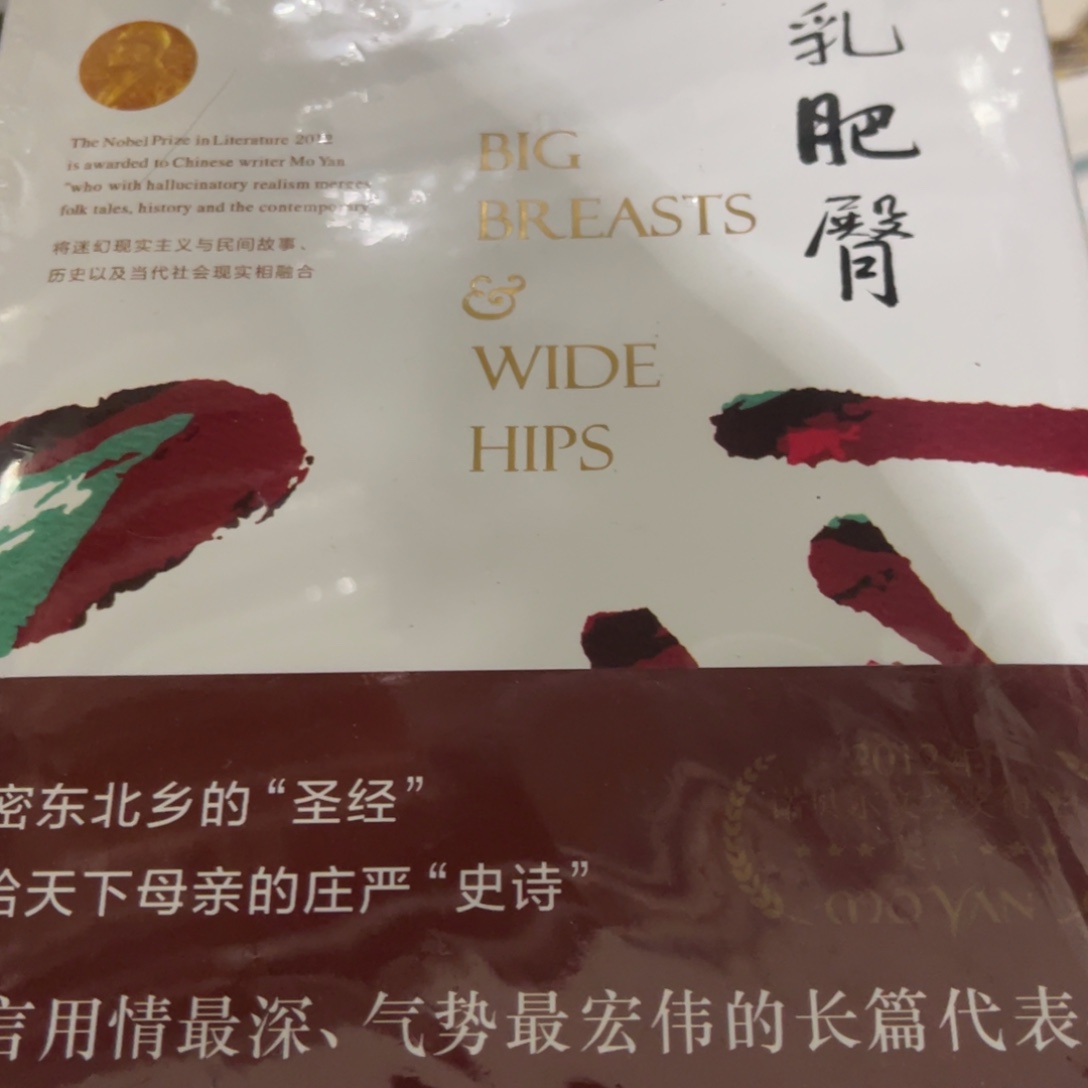 The Nobel Prize in Literature 2012
is awarded to Chinese writer Mo Yan
"who with hallucinatory realism merges
folk tales, history and the contemporary
将迷幻现实主义与民间故事、
历史以及当代社会现实相融合
BIG
BREASTS
&
WIDE
HIPS
乳肥臀
密东北乡的“圣经”
给天下母亲的庄严“史诗”
言用情最深、气势最宏伟的长篇代表